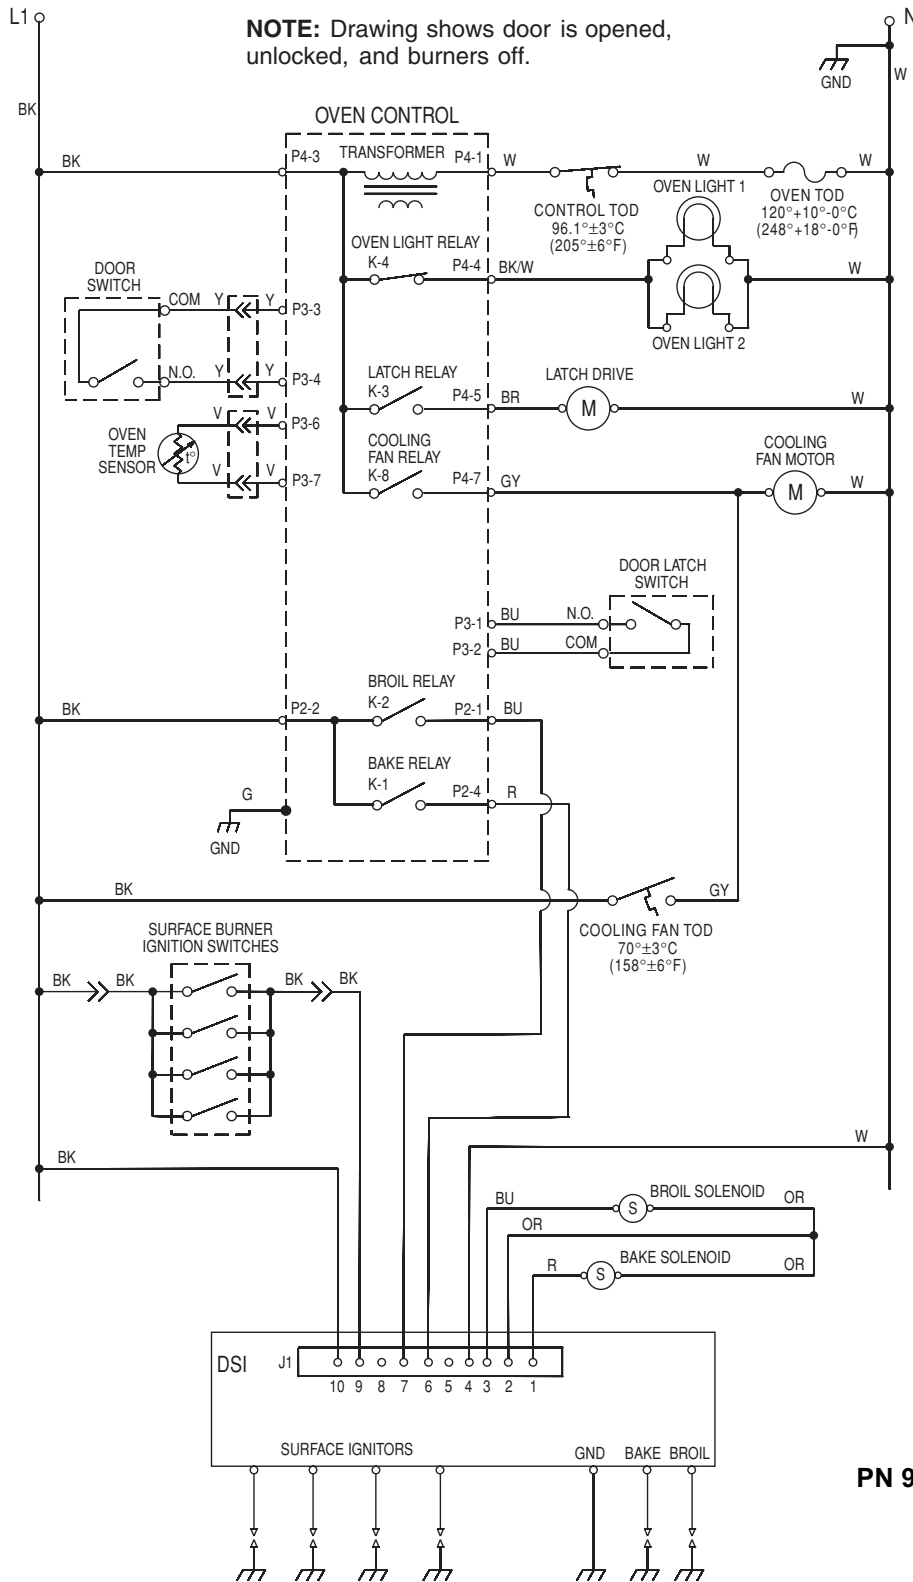 L1
N
NOTE: Drawing shows door is opened,
unlocked, and burners off.
GND
W
BK
OVEN CONTROL
BK
P4-3
TRANSFORMER
P4-1
W
W
W
CONTROL TOD
96.1°±3°C
(205°±6°F)
OVEN LIGHT 1
OVEN TOD
120°+10°-0°C
(248°+18°-0°F)
OVEN LIGHT RELAY
K-4
P4-4
BK/W
W
OVEN LIGHT 2
DOOR
SWITCH
COM
Y
Y
P3-3
N.O.
Y
Y
P3-4
LATCH RELAY
K-3
P4-5
BR
LATCH DRIVE
M
W
OVEN
TEMP
SENSOR
t°
V
V
P3-6
V
V
P3-7
COOLING
FAN RELAY
K-8
P4-7
GY
COOLING
FAN MOTOR
M
W
DOOR LATCH
SWITCH
P3-1
BU
N.O.
P3-2
BU
COM
BK
P2-2
BROIL RELAY
K-2
P2-1
BU
BAKE RELAY
K-1
P2-4
R
G
GND
BK
GY
COOLING FAN TOD
70°±3°C
(158°±6°F)
SURFACE BURNER
IGNITION SWITCHES
BK
BK
BK
BK
BK
W
BU
BROIL SOLENOID
S
OR
OR
R
BAKE SOLENOID
S
OR
DSI
J1
10 9 8 7 6 5 4 3 2 1
SURFACE IGNITORS
GND
BAKE
BROIL
PN 9